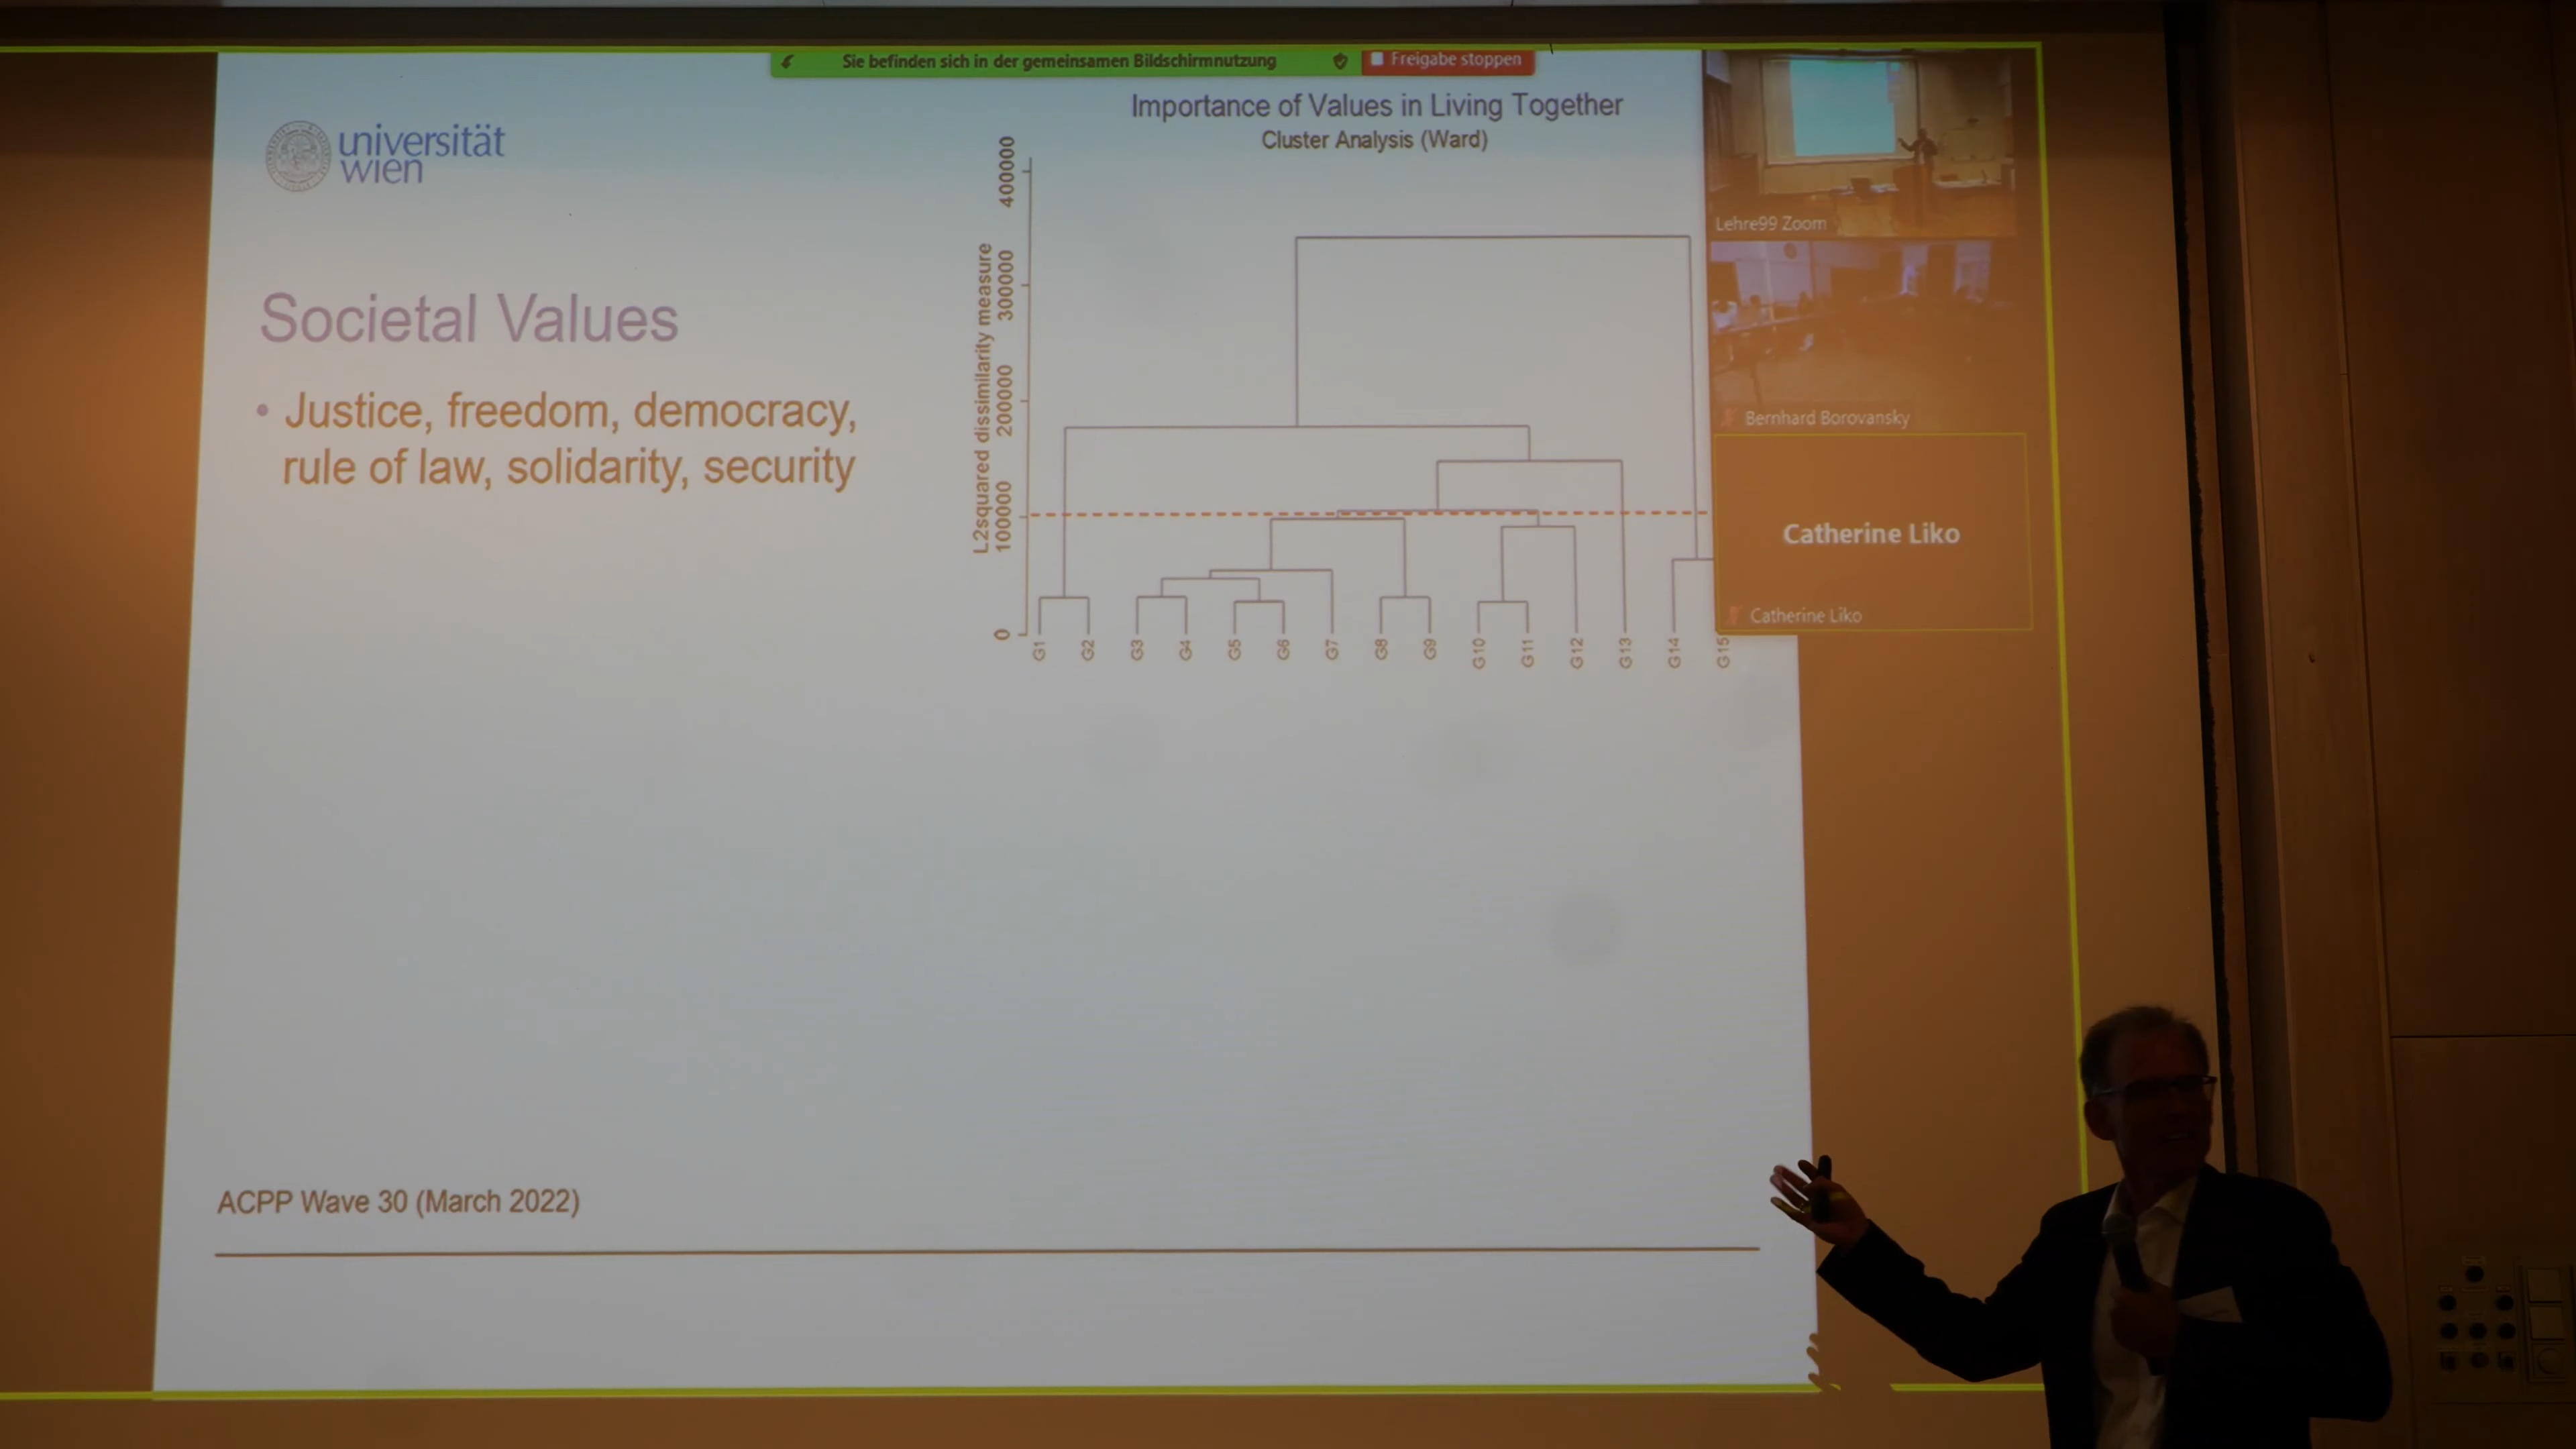 Sie befinden sich in der gemeinsamen Bildschirmnutzung
Freigabe stoppen
universität
wien
Importance of Values in Living Together
Cluster Analysis (Ward)
Societal Values
• Justice, freedom, democracy,
rule of law, solidarity, security
L2squared dissimilarity measure
400000
300000
200000
100000
0
G1 G2 G3 G4 G5 G6 G7 G8 G9 G10 G11 G12 G13 G14 G15
Lehre99 Zoom
Bernhard Borovansky
Catherine Liko
Catherine Liko
ACPP Wave 30 (March 2022)